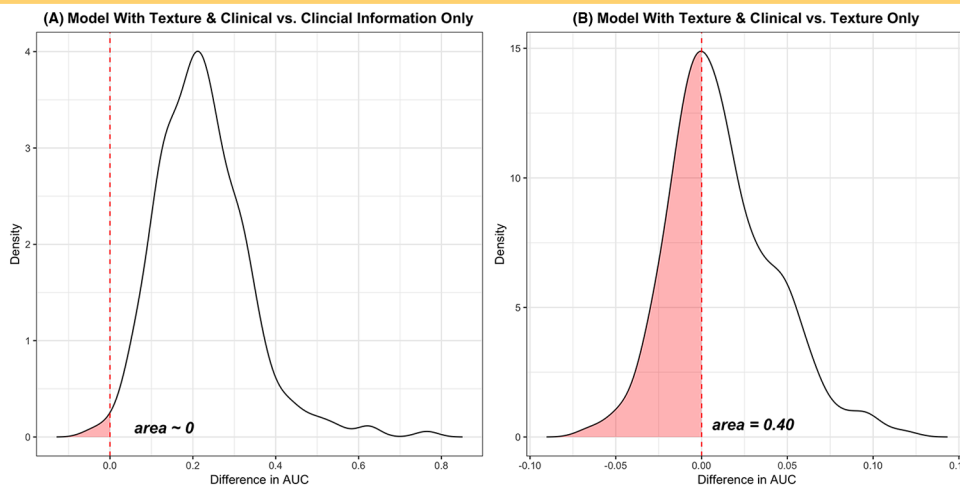 (A) Model With Texture & Clinical vs. Clincial Information Only
4
3
2
1
0
Density
area ~ 0
0.0 0.2 0.4 0.6 0.8
Difference in AUC
(B) Model With Texture & Clinical vs. Texture Only
15
10
5
0
Density
area = 0.40
-0.10 -0.05 0.00 0.05 0.10
Difference in AUC